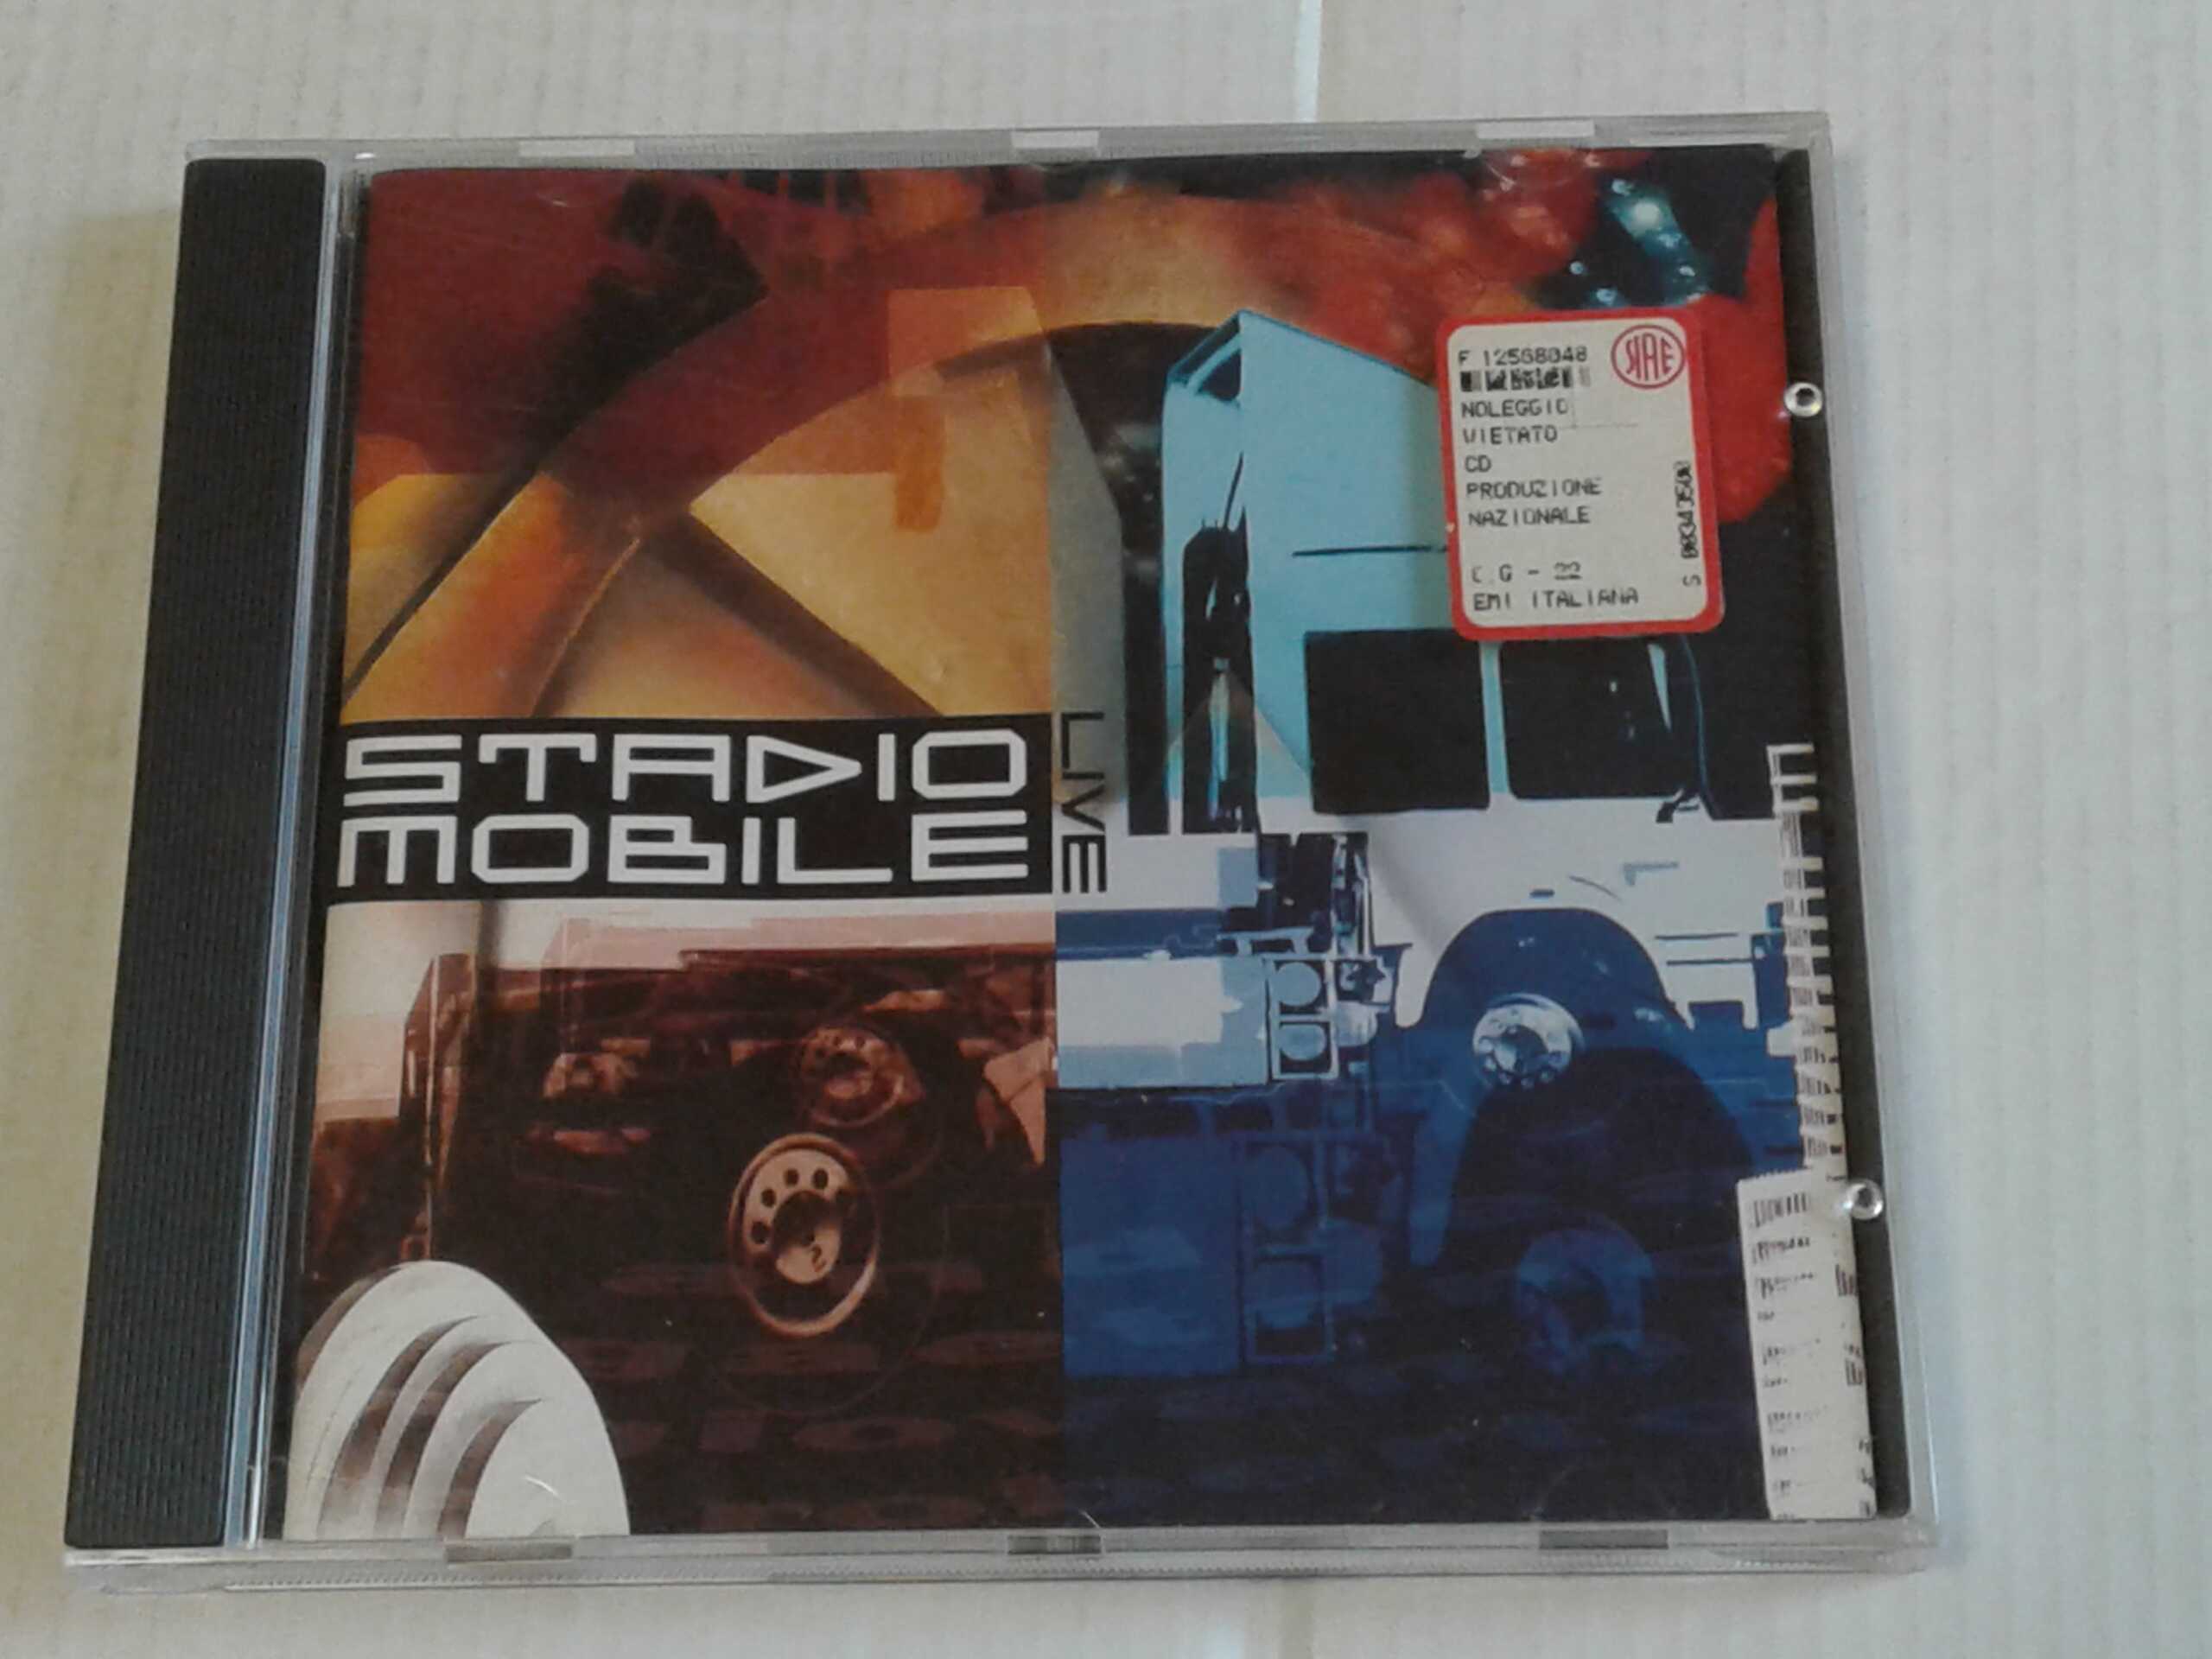 F 12568048
SIAE
NOLEGGIO
VIETATO
CD
PRODUZIONE
NAZIONALE
C.G - 22
EMI ITALIANA
STADIO
MOBILE
LIVE